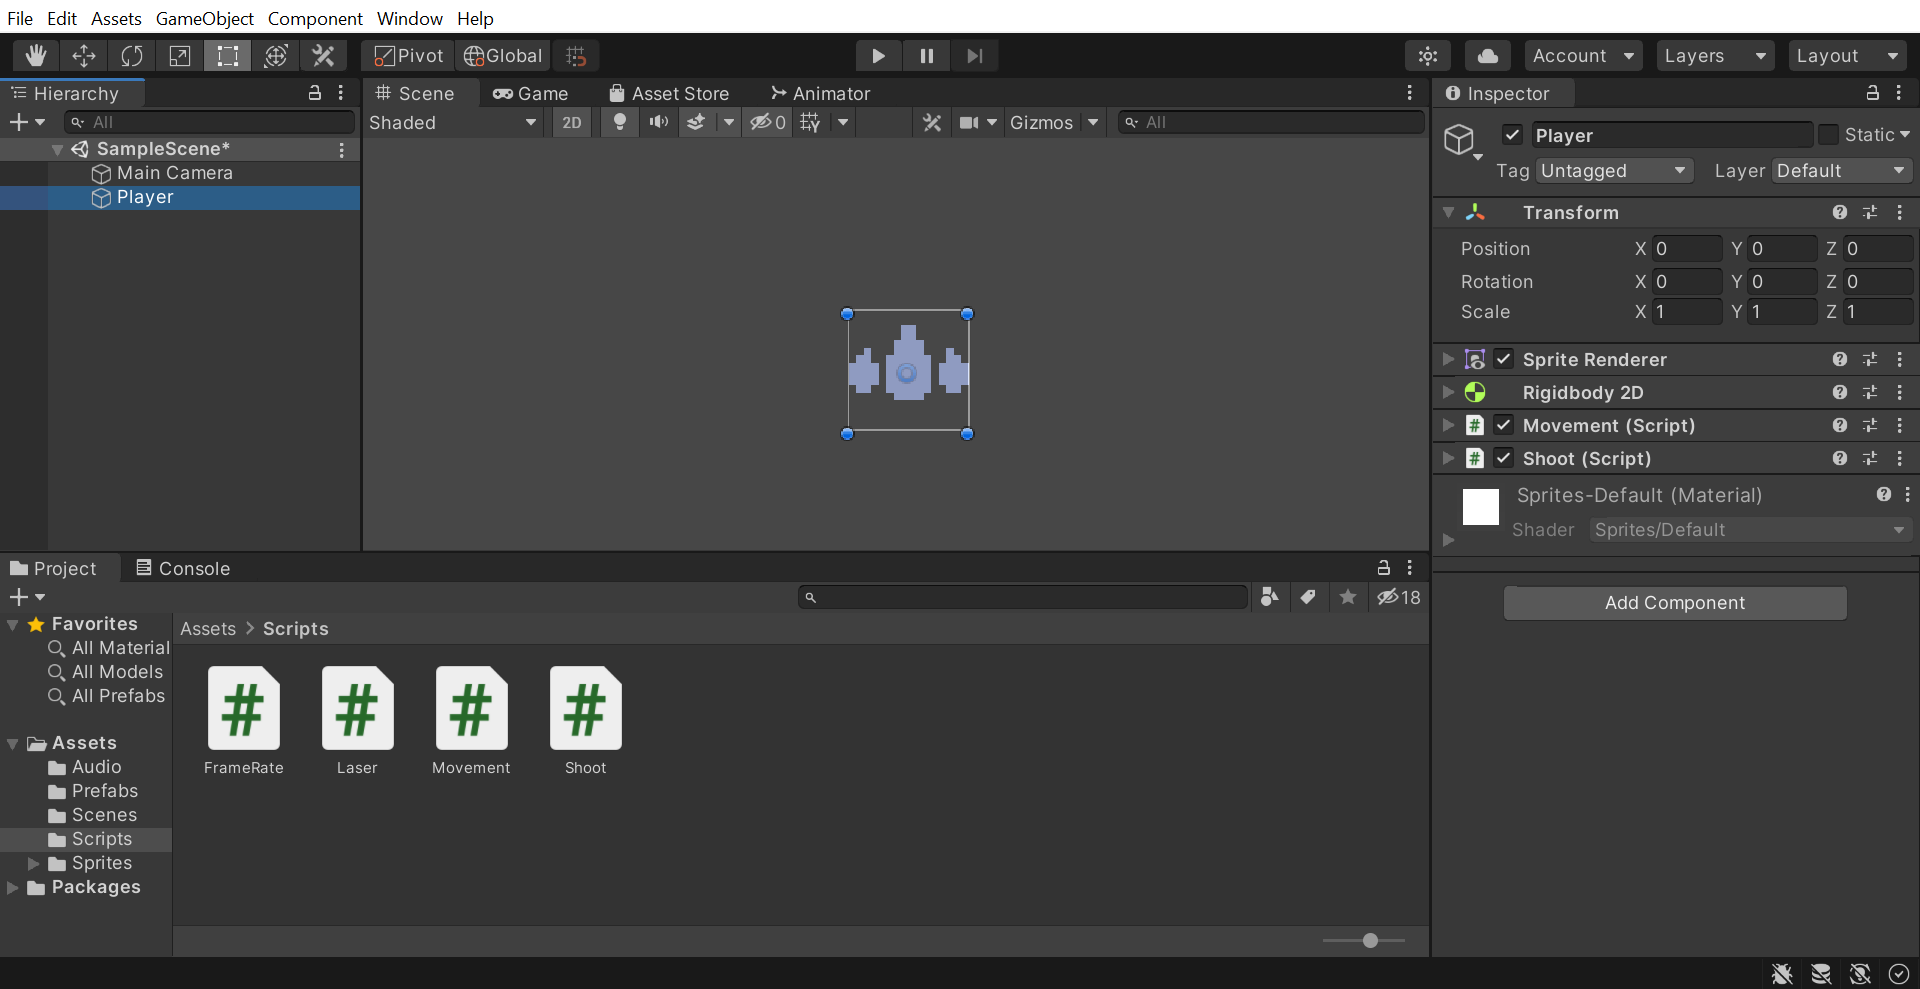 File Edit Assets GameObject Component Window Help
Pivot Global Account Layers Layout
Hierarchy
All
SampleScene*
Main Camera
Player
Scene Game Asset Store Animator
Shaded 2D 0 Gizmos All
Inspector
Player Static
Tag Untagged Layer Default
Transform
Position X 0 Y 0 Z 0
Rotation X 0 Y 0 Z 0
Scale X 1 Y 1 Z 1
Sprite Renderer
Rigidbody 2D
Movement (Script)
Shoot (Script)
Sprites-Default (Material)
Shader Sprites/Default
Add Component
Project Console
18
Favorites
All Material
All Models
All Prefabs
Assets
Audio
Prefabs
Scenes
Scripts
Sprites
Packages
Assets > Scripts
FrameRate Laser Movement Shoot